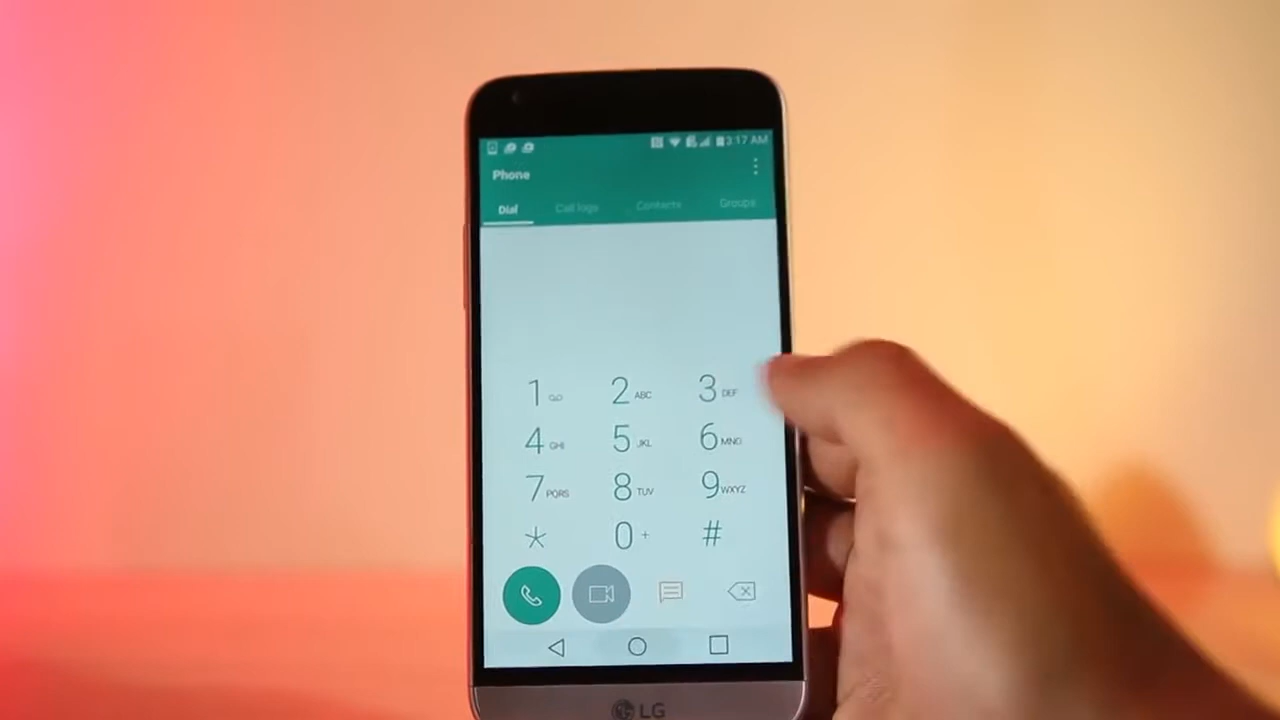 3:17 AM
Phone
Dial Call logs Contacts Groups
1 2 ABC 3 DEF
4 GHI 5 JKL 6 MNO
7 PQRS 8 TUV 9 WXYZ
* 0 + #
LG